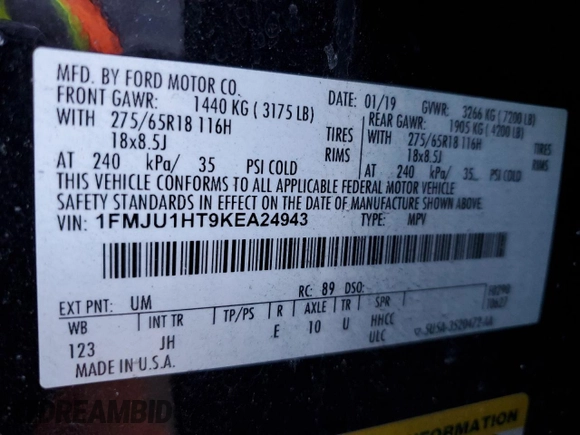 MFD. BY FORD MOTOR CO.
DATE: 01/19 GVWR: 3266 KG (7200 LB)
FRONT GAWR: 1440 KG (3175 LB) REAR GAWR: 1905 KG (4200 LB)
WITH 275/65R18 116H TIRES WITH 275/65R18 116H TIRES
18x8.5J RIMS 18x8.5J RIMS
AT 240 kPa/ 35 PSI COLD AT 240 kPa/ 35 PSI COLD
THIS VEHICLE CONFORMS TO ALL APPLICABLE FEDERAL MOTOR VEHICLE
SAFETY STANDARDS IN EFFECT ON THE DATE OF MANUFACTURE SHOWN ABOVE.
VIN: 1FMJU1HT9KEA24943 TYPE: MPV
EXT PNT: UM RC: 89 DSO:
WB INT TR TP/PS R AXLE TR SPR
123 JH E 10 U HHCC
ULC
MADE IN U.S.A.
DREAMBID
INFORMATION